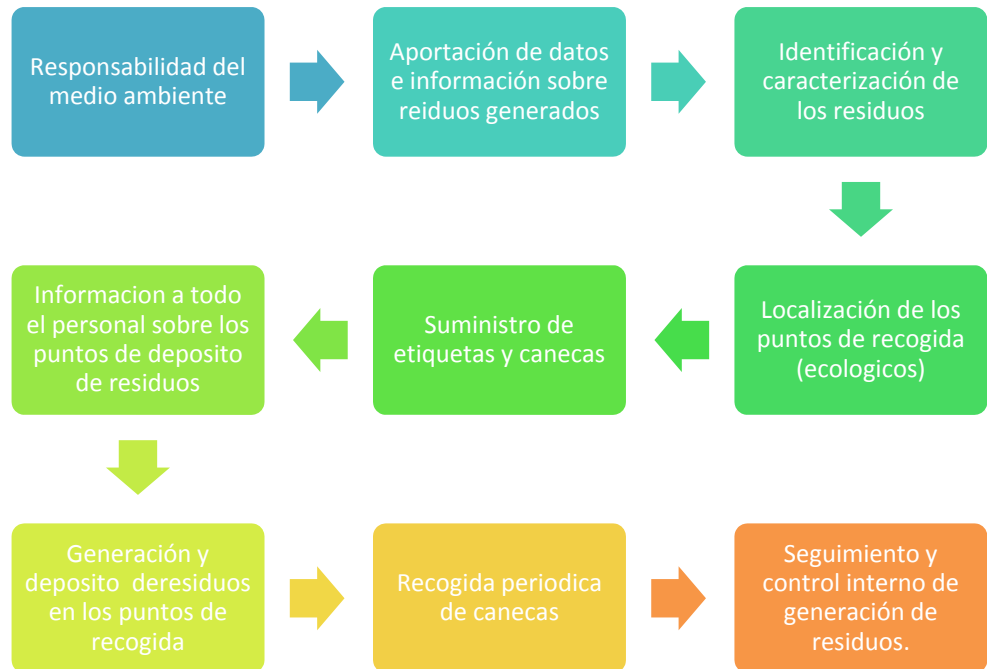 Responsabilidad del
medio ambiente
Aportación de datos
e información sobre
reiduos generados
Identificación y
caracterización de
los residuos
Localización de los
puntos de recogida
(ecologicos)
Suministro de
etiquetas y canecas
Informacion a todo
el personal sobre los
puntos de deposito
de residuos
Generación y
deposito  deresiduos
en los puntos de
recogida
Recogida periodica
de canecas
Seguimiento y
control interno de
generación de
residuos.